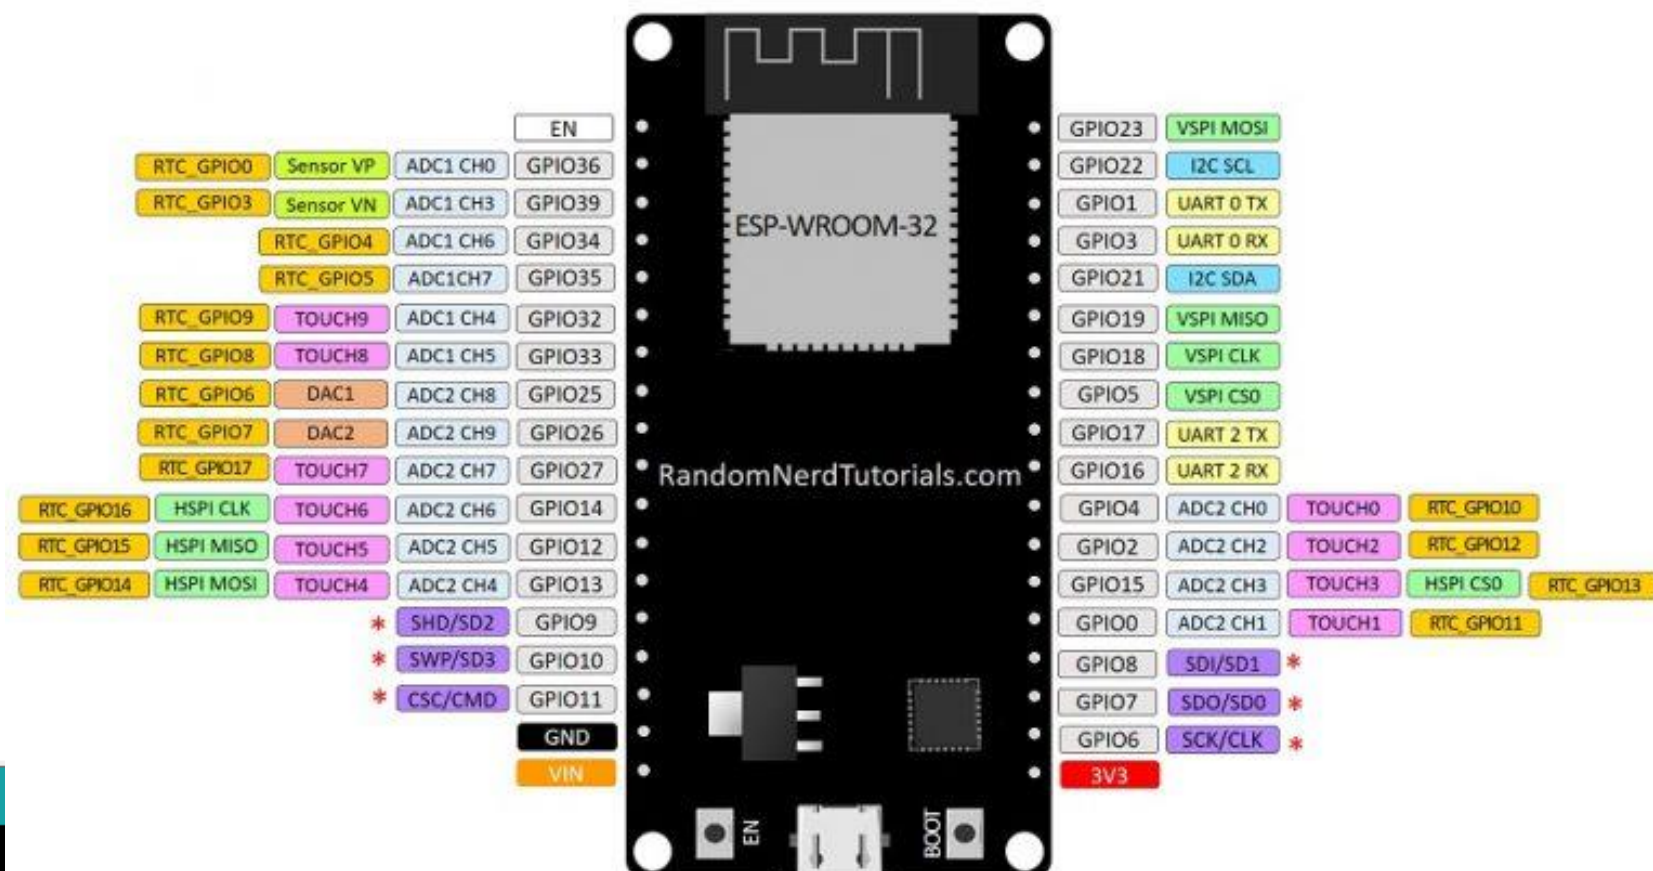 EN GPIO23 VSPI MOSI
RTC_GPIO0 Sensor VP ADC1 CH0 GPIO36 GPIO22 I2C SCL
RTC_GPIO3 Sensor VN ADC1 CH3 GPIO39 GPIO1 UART 0 TX
RTC_GPIO4 ADC1 CH6 GPIO34 ESP-WROOM-32 GPIO3 UART 0 RX
RTC_GPIO5 ADC1CH7 GPIO35 GPIO21 I2C SDA
RTC_GPIO9 TOUCH9 ADC1 CH4 GPIO32 GPIO19 VSPI MISO
RTC_GPIO8 TOUCH8 ADC1 CH5 GPIO33 GPIO18 VSPI CLK
RTC_GPIO6 DAC1 ADC2 CH8 GPIO25 GPIO5 VSPI CS0
RTC_GPIO7 DAC2 ADC2 CH9 GPIO26 GPIO17 UART 2 TX
RTC_GPIO17 TOUCH7 ADC2 CH7 GPIO27 RandomNerdTutorials.com GPIO16 UART 2 RX
RTC_GPIO16 HSPI CLK TOUCH6 ADC2 CH6 GPIO14 GPIO4 ADC2 CH0 TOUCH0 RTC_GPIO10
RTC_GPIO15 HSPI MISO TOUCH5 ADC2 CH5 GPIO12 GPIO2 ADC2 CH2 TOUCH2 RTC_GPIO12
RTC_GPIO14 HSPI MOSI TOUCH4 ADC2 CH4 GPIO13 GPIO15 ADC2 CH3 TOUCH3 HSPI CS0 RTC_GPIO13
* SHD/SD2 GPIO9 GPIO0 ADC2 CH1 TOUCH1 RTC_GPIO11
* SWP/SD3 GPIO10 GPIO8 SDI/SD1 *
* CSC/CMD GPIO11 GPIO7 SDO/SD0 *
GND GPIO6 SCK/CLK *
VIN 3V3
EN BOOT